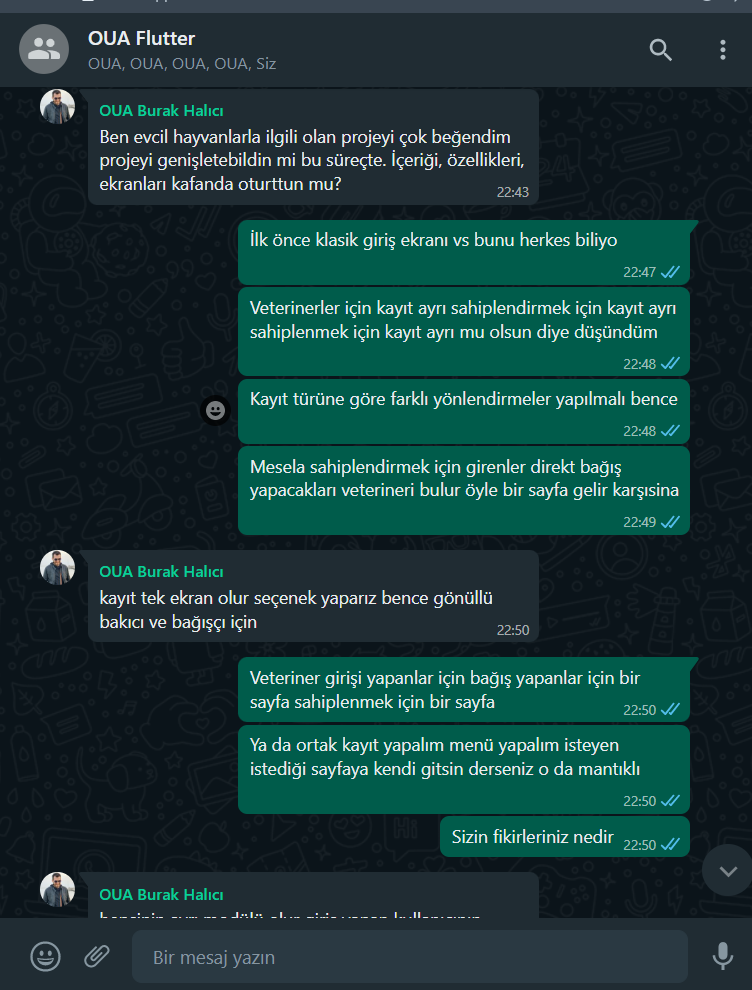 OUA Flutter
OUA, OUA, OUA, OUA, Siz
OUA Burak Halıcı
Ben evcil hayvanlarla ilgili olan projeyi çok beğendim
projeyi genişletebildin mi bu süreçte. İçeriği, özellikleri,
ekranları kafanda oturttun mu?
22:43
İlk önce klasik giriş ekranı vs bunu herkes biliyo
22:47
Veterinerler için kayıt ayrı sahiplendirmek için kayıt ayrı
sahiplenmek için kayıt ayrı mu olsun diye düşündüm
22:48
Kayıt türüne göre farklı yönlendirmeler yapılmalı bence
22:48
Mesela sahiplendirmek için girenler direkt bağış
yapacakları veterineri bulur öyle bir sayfa gelir karşısina
22:49
OUA Burak Halıcı
kayıt tek ekran olur seçenek yaparız bence gönüllü
bakıcı ve bağışçı için
22:50
Veteriner girişi yapanlar için bağış yapanlar için bir
sayfa sahiplenmek için bir sayfa
22:50
Ya da ortak kayıt yapalım menü yapalım isteyen
istediği sayfaya kendi gitsin derseniz o da mantıklı
22:50
Sizin fikirleriniz nedir
22:50
OUA Burak Halıcı
Bir mesaj yazın